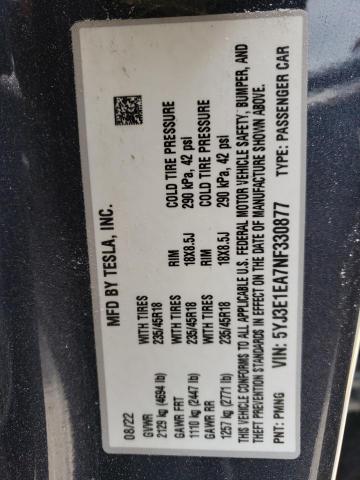 MFD BY TESLA, INC.
08/22
GVWR WITH TIRES RIM COLD TIRE PRESSURE
2129 kg (4694 lb) 235/45R18 18X8.5J 290 kPa, 42 psi
GAWR FRT WITH TIRES RIM COLD TIRE PRESSURE
1110 kg (2447 lb) 235/45R18 18X8.5J 290 kPa, 42 psi
GAWR RR
1257 kg (2771 lb)
THIS VEHICLE CONFORMS TO ALL APPLICABLE U.S. FEDERAL MOTOR VEHICLE SAFETY, BUMPER, AND
THEFT PREVENTION STANDARDS IN EFFECT ON THE DATE OF MANUFACTURE SHOWN ABOVE.
PNT: PMNG VIN: 5YJ3E1EA7NF330877 TYPE: PASSENGER CAR